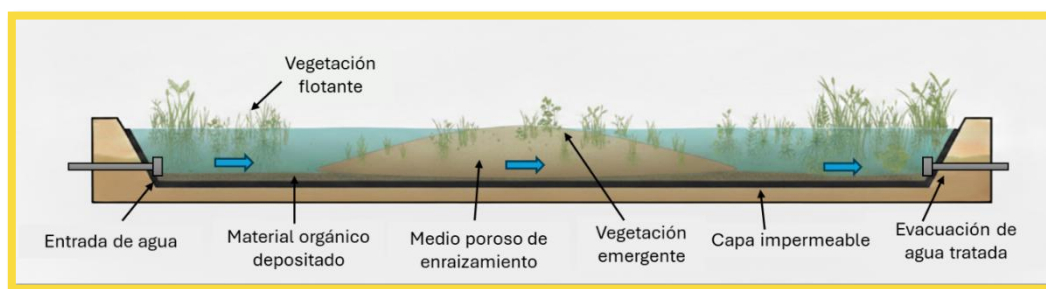 Vegetación
flotante
Entrada de agua
Material orgánico
depositado
Medio poroso de
enraizamiento
Vegetación
emergente
Capa impermeable
Evacuación de
agua tratada